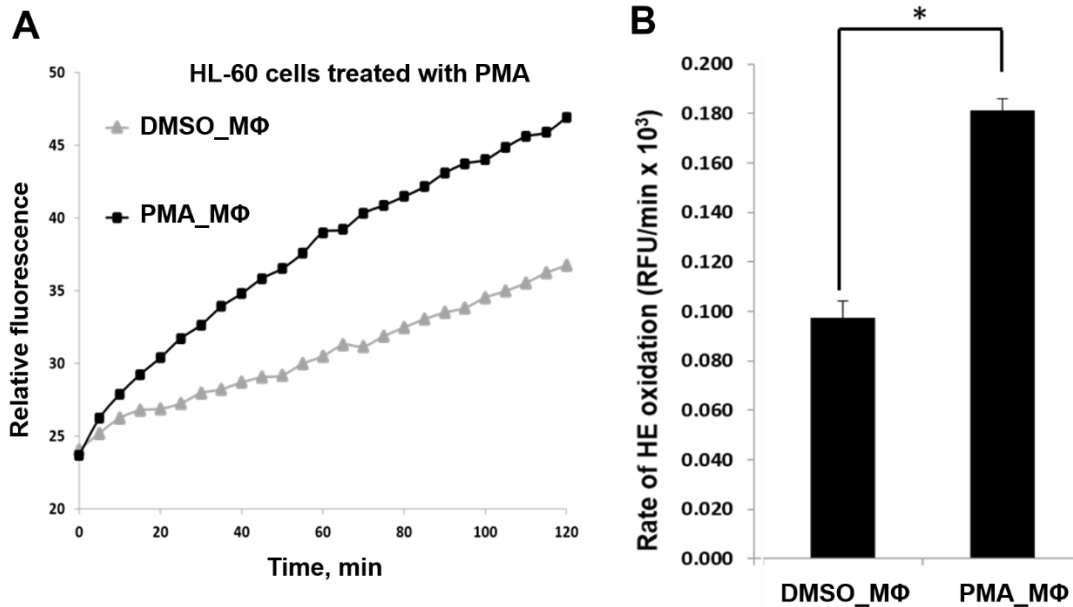 A
HL-60 cells treated with PMA
DMSO_MΦ
PMA_MΦ
Relative fluorescence
50
45
40
35
30
25
20
0 20 40 60 80 100 120
Time, min
B
*
Rate of HE oxidation (RFU/min x 10³)
0.200
0.180
0.160
0.140
0.120
0.100
0.080
0.060
0.040
0.020
0.000
DMSO_MΦ PMA_MΦ